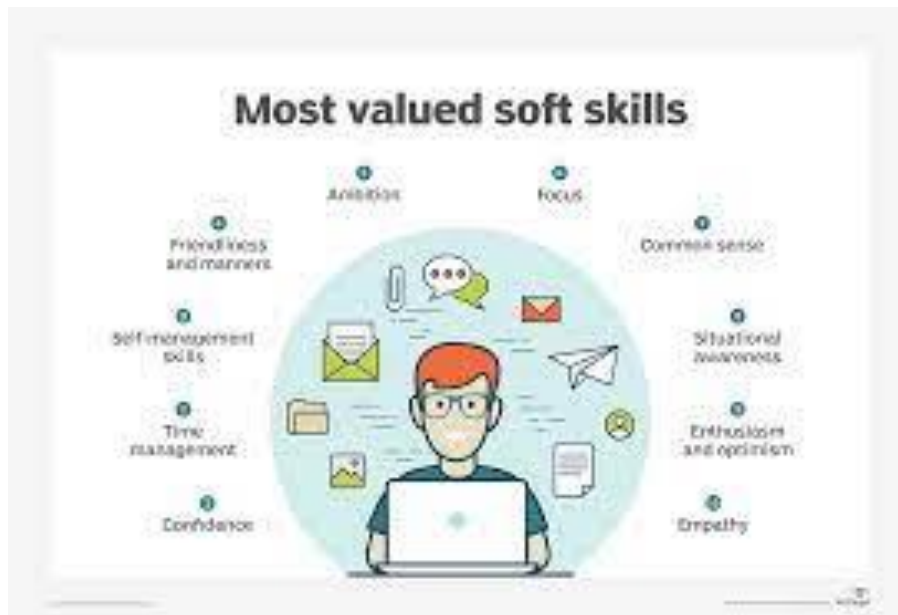 Most valued soft skills
Ambition
Focus
Friendliness
and manners
Common sense
Self-management
skills
Situational
awareness
Time
management
Enthusiasm
and optimism
Confidence
Empathy